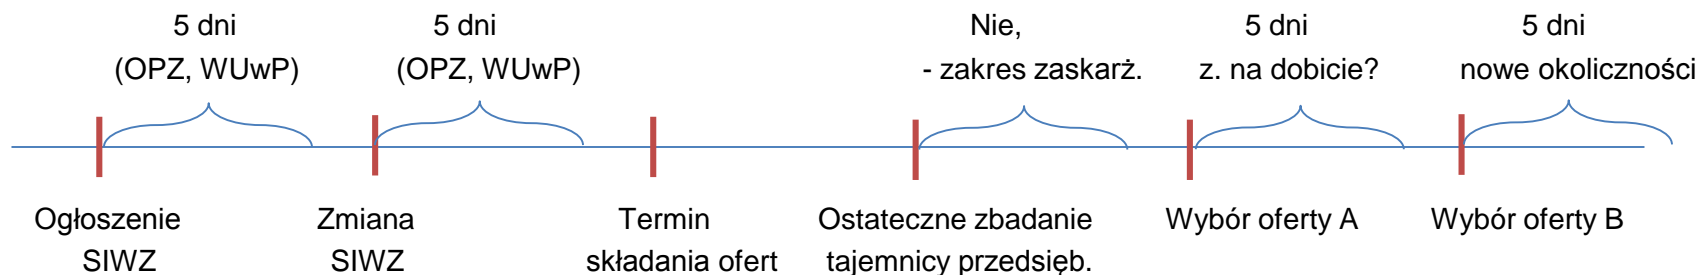 5 dni
(OPZ, WUwP)
5 dni
(OPZ, WUwP)
Nie,
- zakres zaskarż.
5 dni
z. na dobicie?
5 dni
nowe okoliczności
Ogłoszenie
SIWZ
Zmiana
SIWZ
Termin
składania ofert
Ostateczne zbadanie
tajemnicy przedsięb.
Wybór oferty A
Wybór oferty B